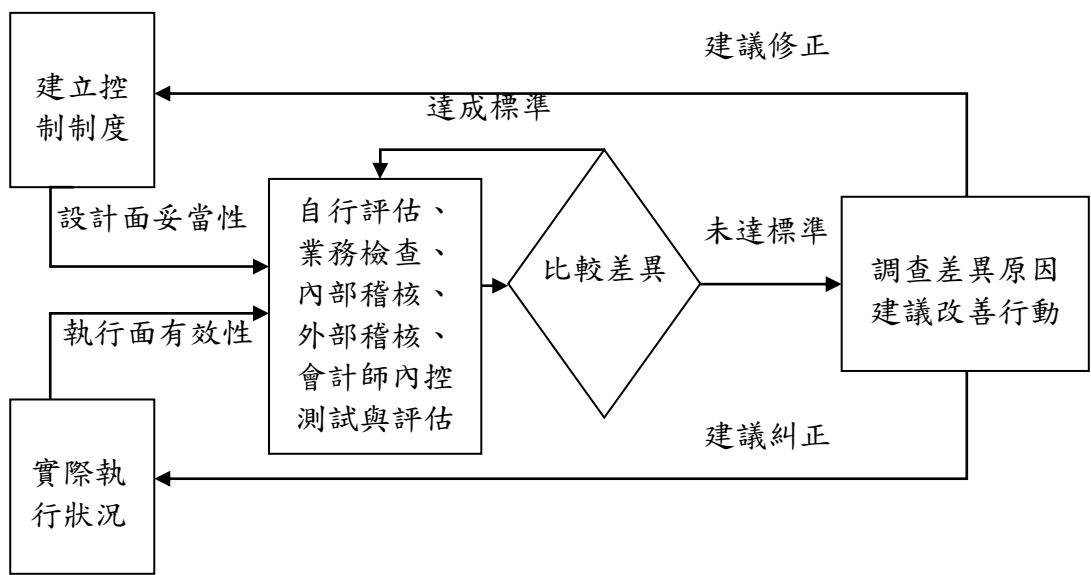 建議修正
建立控
制制度
達成標準
設計面妥當性
自行評估、
業務檢查、
內部稽核、
外部稽核、
會計師內控
測試與評估
比較差異
未達標準
調查差異原因
建議改善行動
執行面有效性
建議糾正
實際執
行狀況